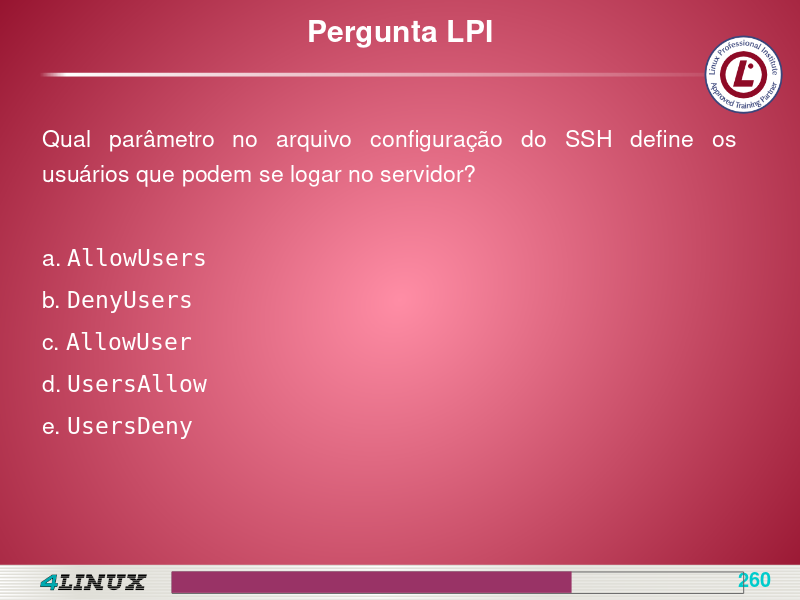 Pergunta LPI
Linux Professional Institute
Approved Training Partner
Qual parâmetro no arquivo configuração do SSH define os
usuários que podem se logar no servidor?
a. AllowUsers
b. DenyUsers
c. AllowUser
d. UsersAllow
e. UsersDeny
4LINUX
260